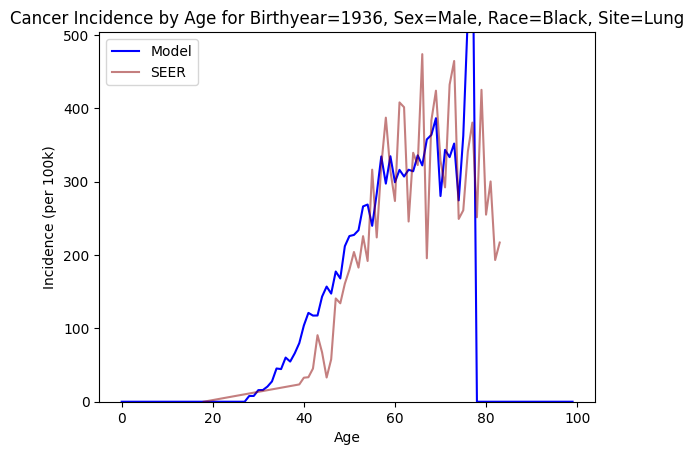 Cancer Incidence by Age for Birthyear=1936, Sex=Male, Race=Black, Site=Lung
Model
SEER
Incidence (per 100k)
500
400
300
200
100
0
0 20 40 60 80 100
Age